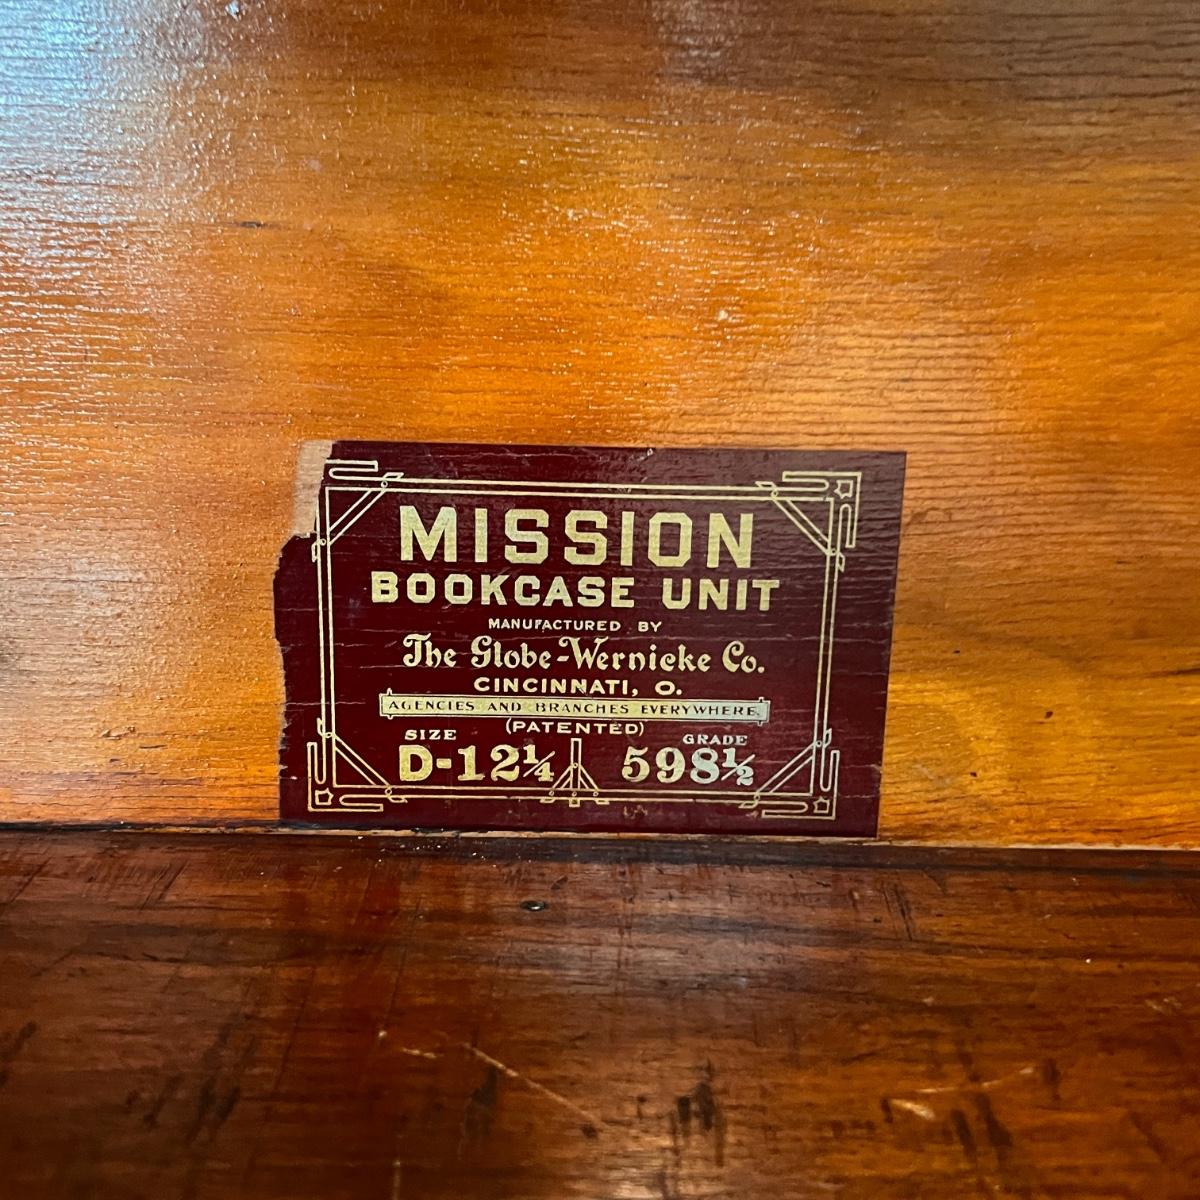 MISSION
BOOKCASE UNIT
MANUFACTURED BY
The Globe-Wernicke Co.
CINCINNATI, O.
AGENCIES AND BRANCHES EVERYWHERE.
(PATENTED)
SIZE GRADE
D-12¼ 598½